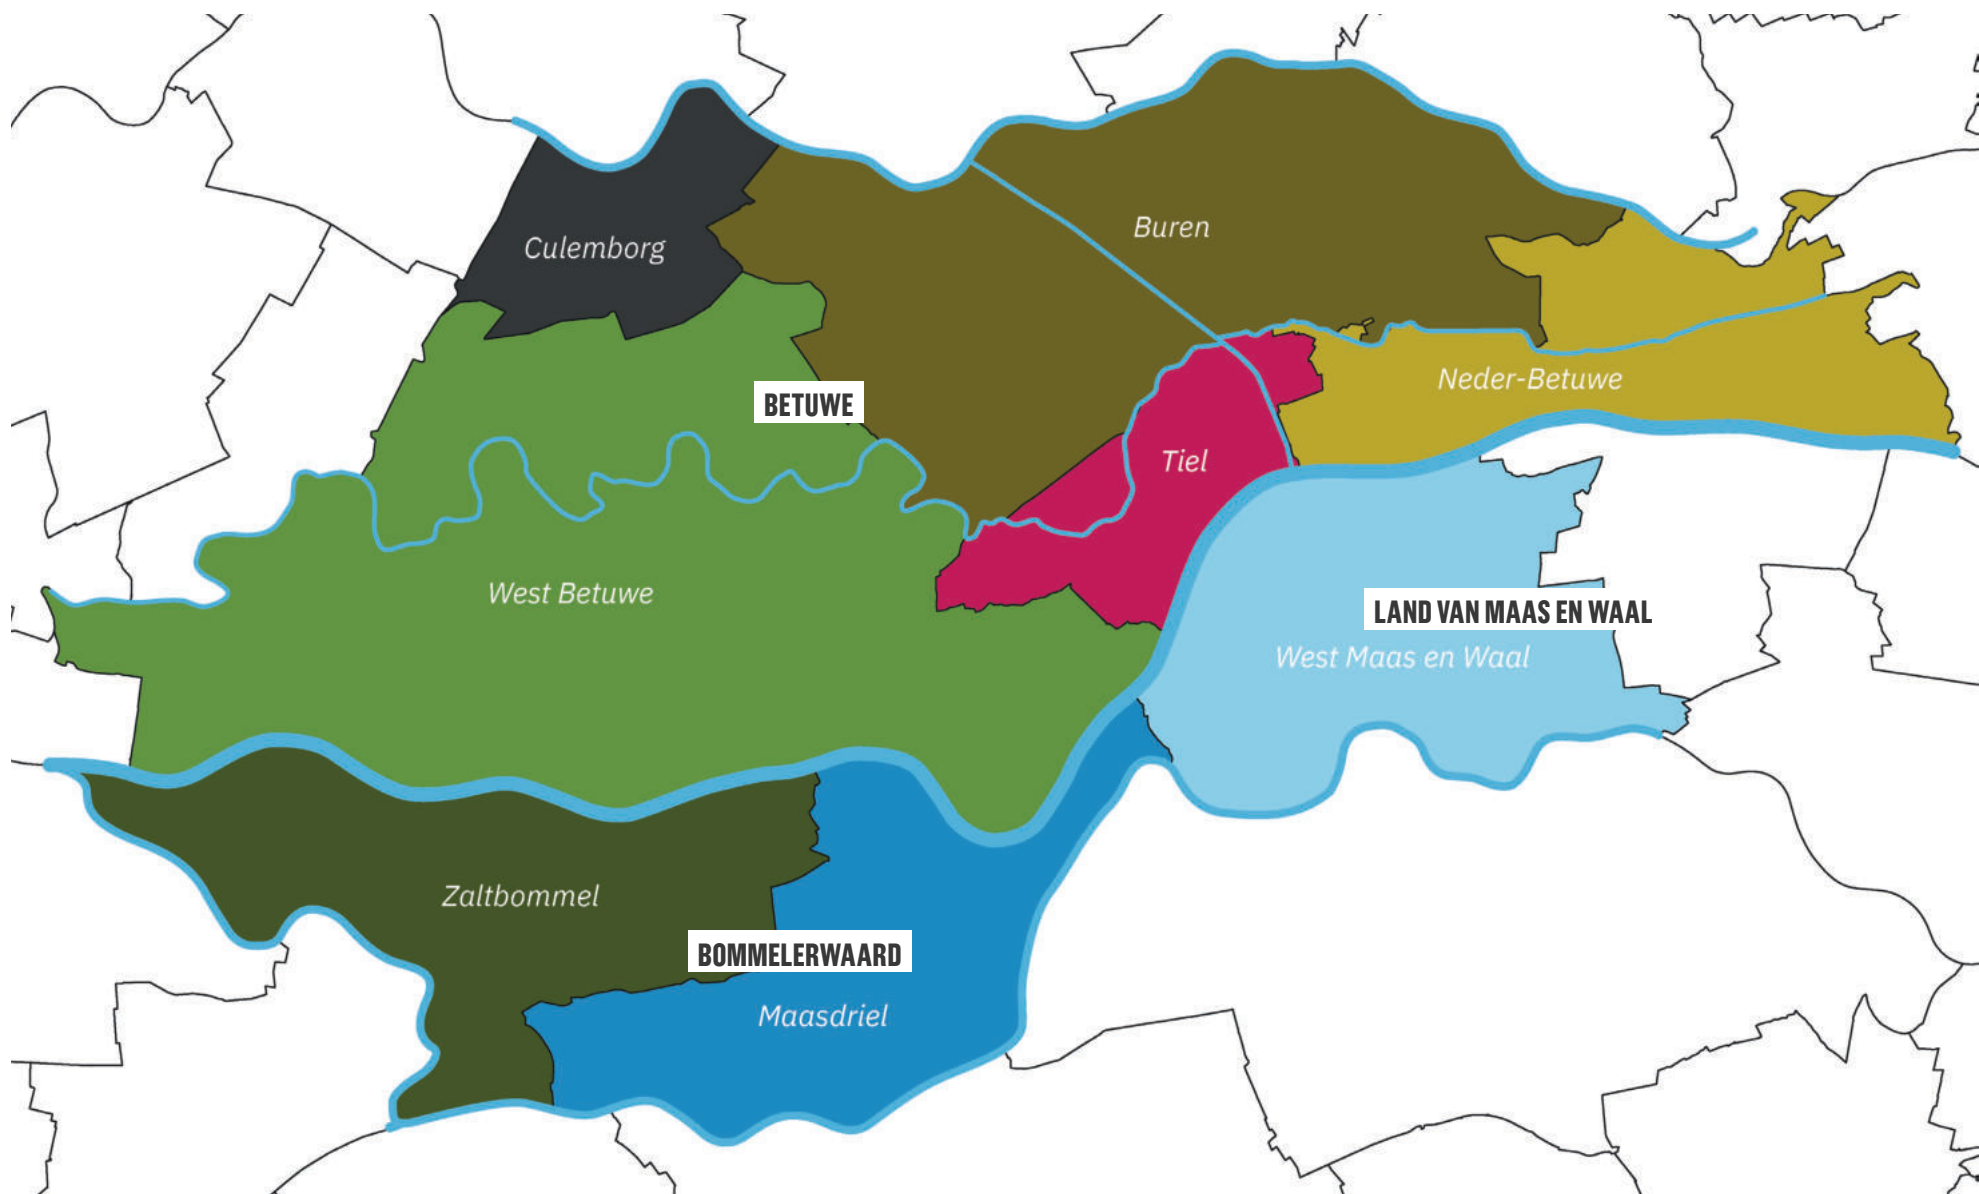 Buren
Culemborg
Neder-Betuwe
BETUWE
Tiel
West Betuwe
LAND VAN MAAS EN WAAL
West Maas en Waal
Zaltbommel
BOMMELERWAARD
Maasdriel